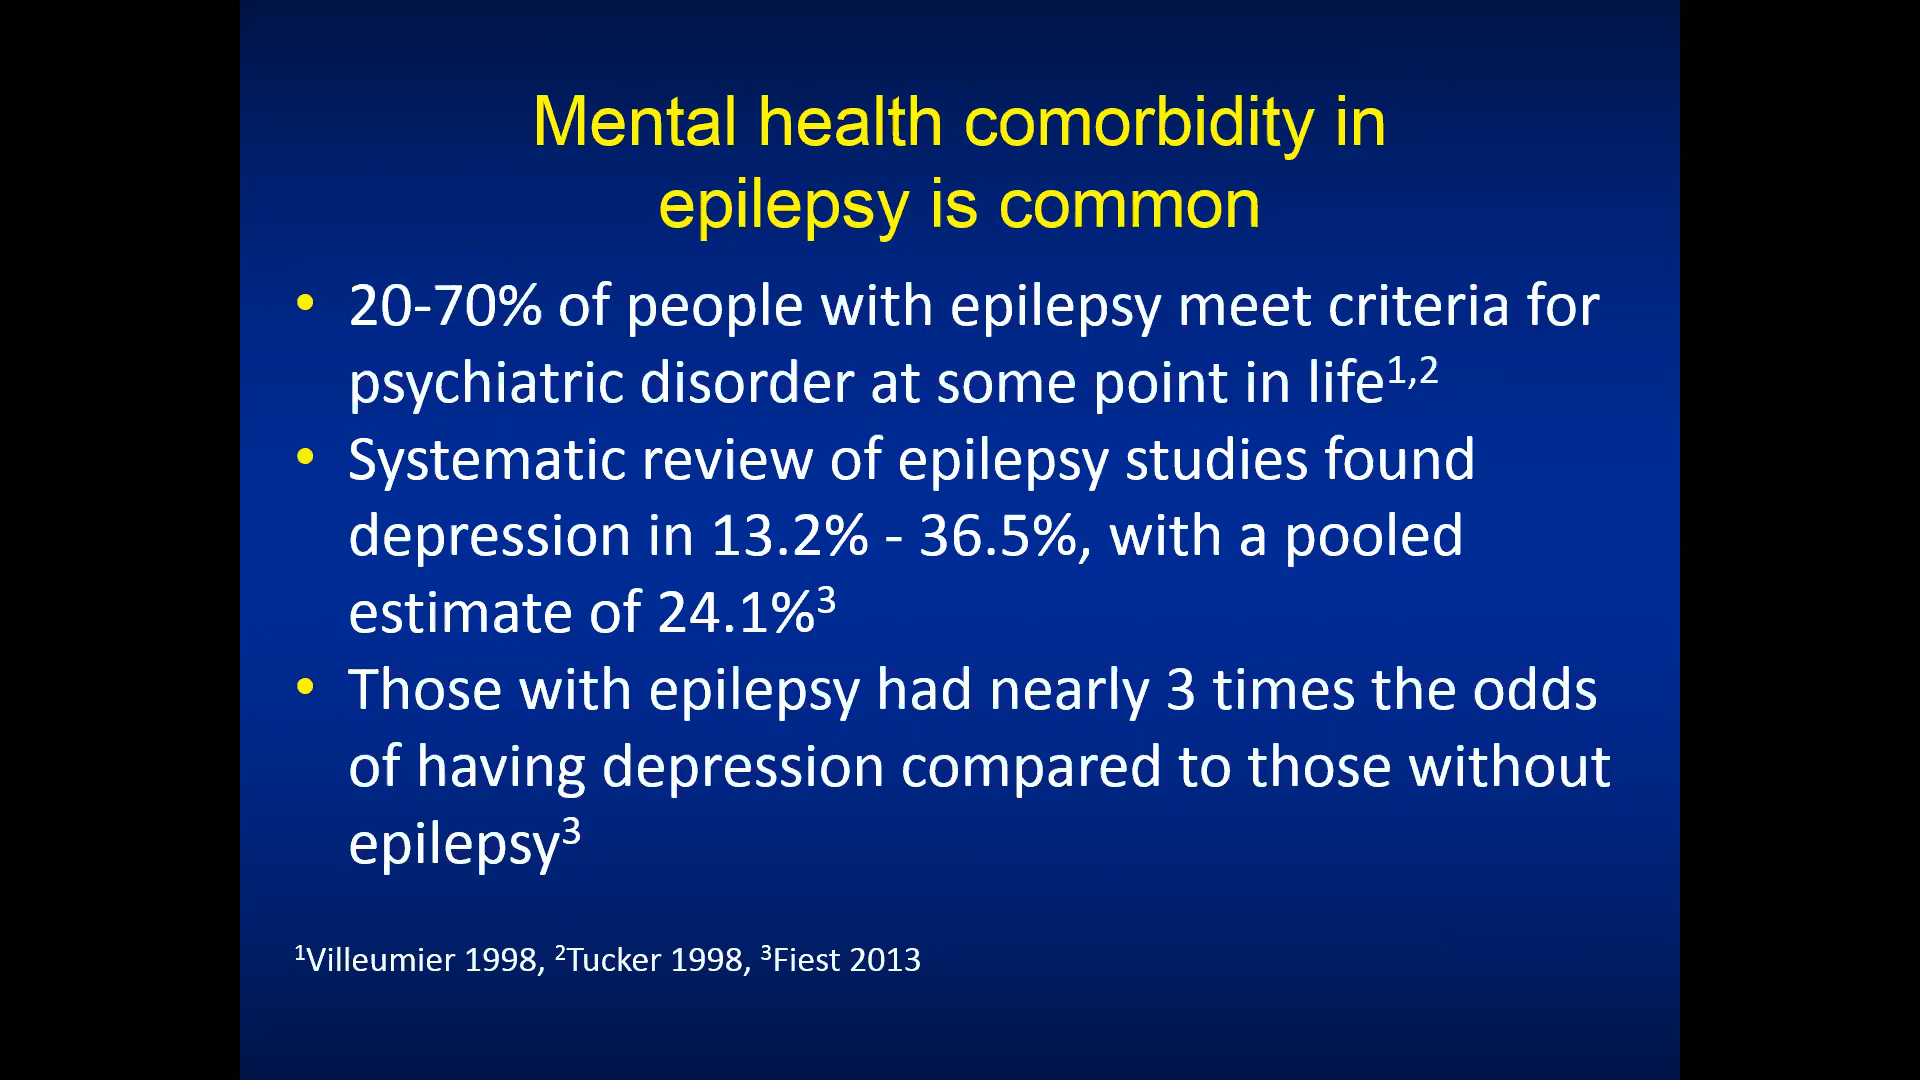 Mental health comorbidity in
epilepsy is common
• 20-70% of people with epilepsy meet criteria for
psychiatric disorder at some point in life¹,²
• Systematic review of epilepsy studies found
depression in 13.2% - 36.5%, with a pooled
estimate of 24.1%³
• Those with epilepsy had nearly 3 times the odds
of having depression compared to those without
epilepsy³
¹Villeumier 1998, ²Tucker 1998, ³Fiest 2013